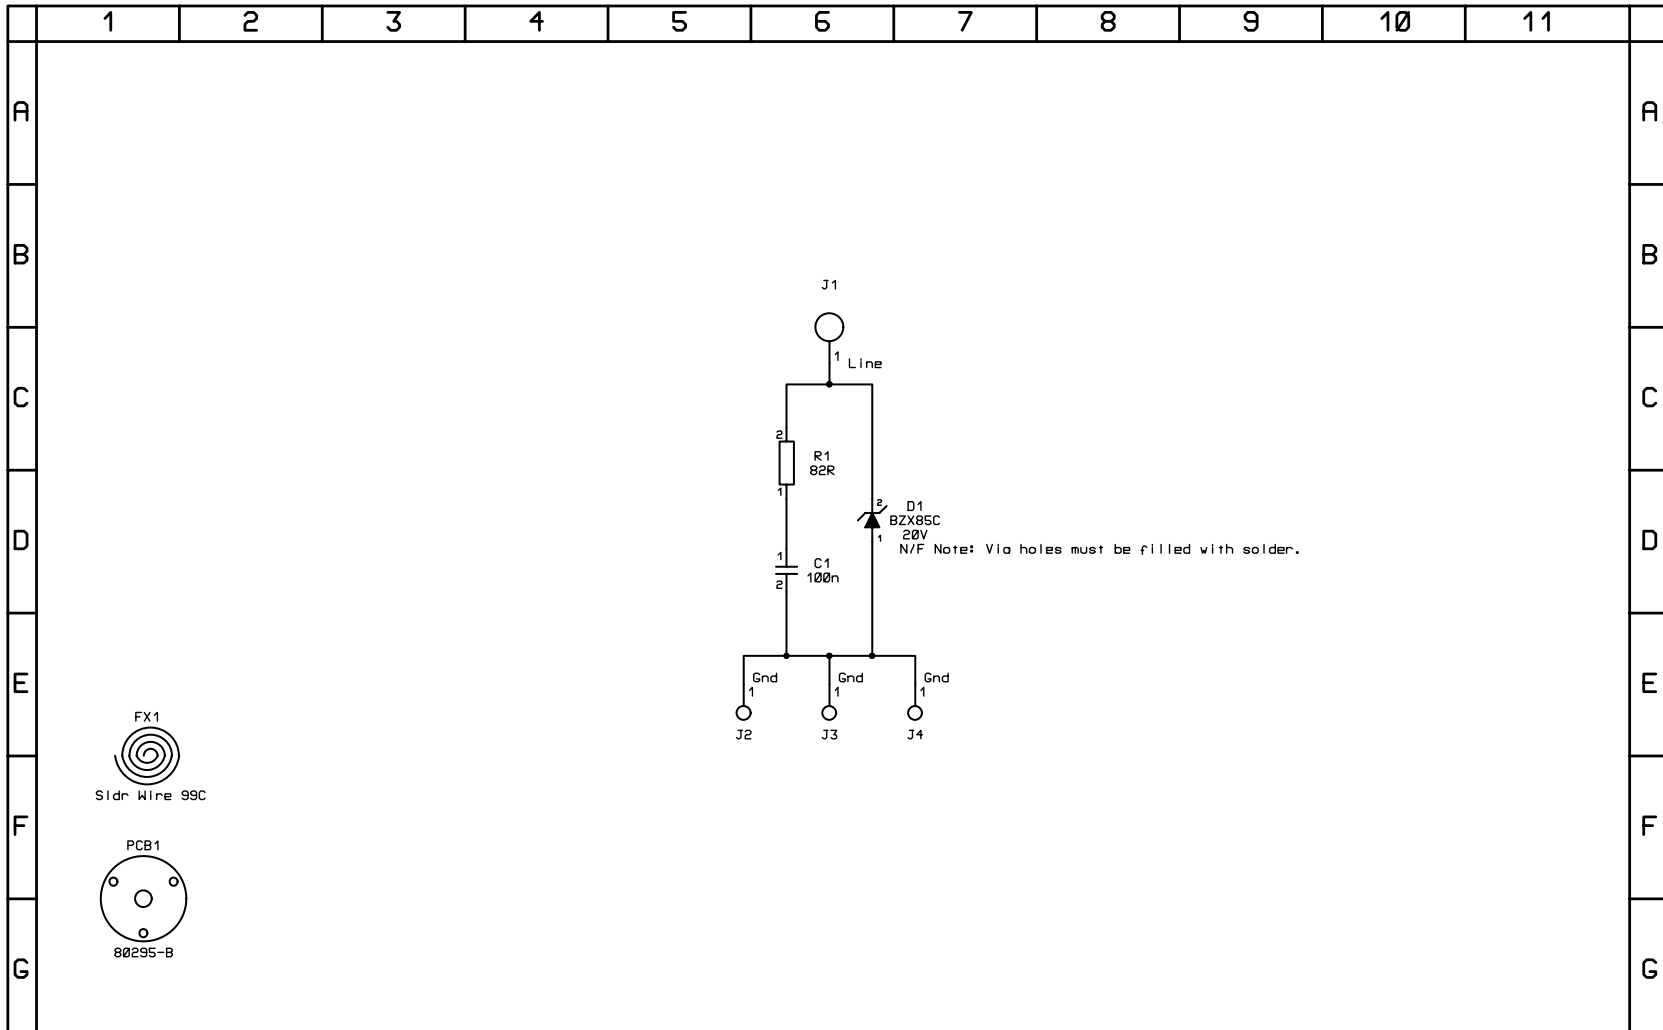 1 2 3 4 5 6 7 8 9 10 11
A A
B B
J1
1 Line
C C
2
R1
82R
1
2 D1
BZX85C
20V
1
D D
N/F Note: Via holes must be filled with solder.
1
C1
100n
2
E E
Gnd Gnd Gnd
1 1 1
J2 J3 J4
FX1
Sldr Wire 99C
F F
PCB1
80295-B
G G